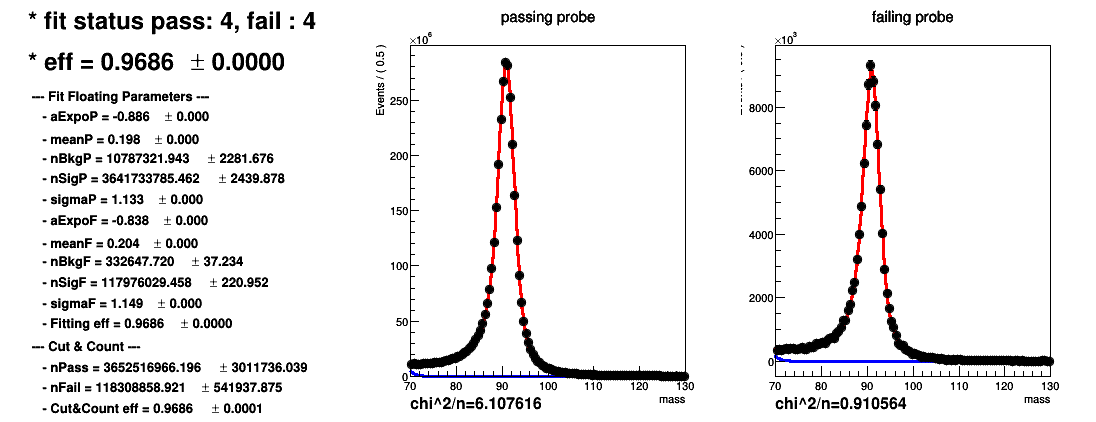 * fit status pass: 4, fail : 4
* eff = 0.9686 ± 0.0000
--- Fit Floating Parameters ---
- aExpoP = -0.886 ± 0.000
- meanP = 0.198 ± 0.000
- nBkgP = 10787321.943 ± 2281.676
- nSigP = 3641733785.462 ± 2439.878
- sigmaP = 1.133 ± 0.000
- aExpoF = -0.838 ± 0.000
- meanF = 0.204 ± 0.000
- nBkgF = 332647.720 ± 37.234
- nSigF = 117976029.458 ± 220.952
- sigmaF = 1.149 ± 0.000
- Fitting eff = 0.9686 ± 0.0000
--- Cut & Count ---
- nPass = 3652516966.196 ± 3011736.039
- nFail = 118308858.921 ± 541937.875
- Cut&Count eff = 0.9686 ± 0.0001
passing probe
×10⁶
Events / ( 0.5 )
250
200
150
100
50
0
70 80 90 100 110 120 130
mass
chi^2/n=6.107616
failing probe
×10³
8000
6000
4000
2000
0
70 80 90 100 110 120 130
mass
chi^2/n=0.910564